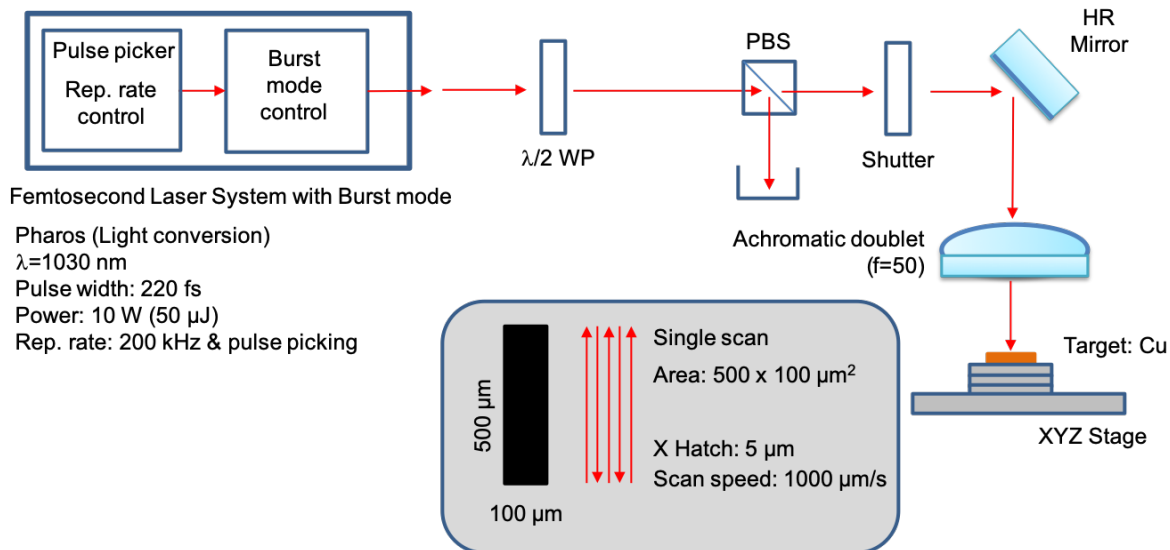 Pulse picker
Rep. rate
control
Burst
mode
control
λ/2 WP
PBS
Shutter
HR
Mirror
Femtosecond Laser System with Burst mode
Pharos (Light conversion)
λ=1030 nm
Pulse width: 220 fs
Power: 10 W (50 μJ)
Rep. rate: 200 kHz & pulse picking
Achromatic doublet
(f=50)
Target: Cu
XYZ Stage
500 μm
100 μm
Single scan
Area: 500 x 100 μm²
X Hatch: 5 μm
Scan speed: 1000 μm/s